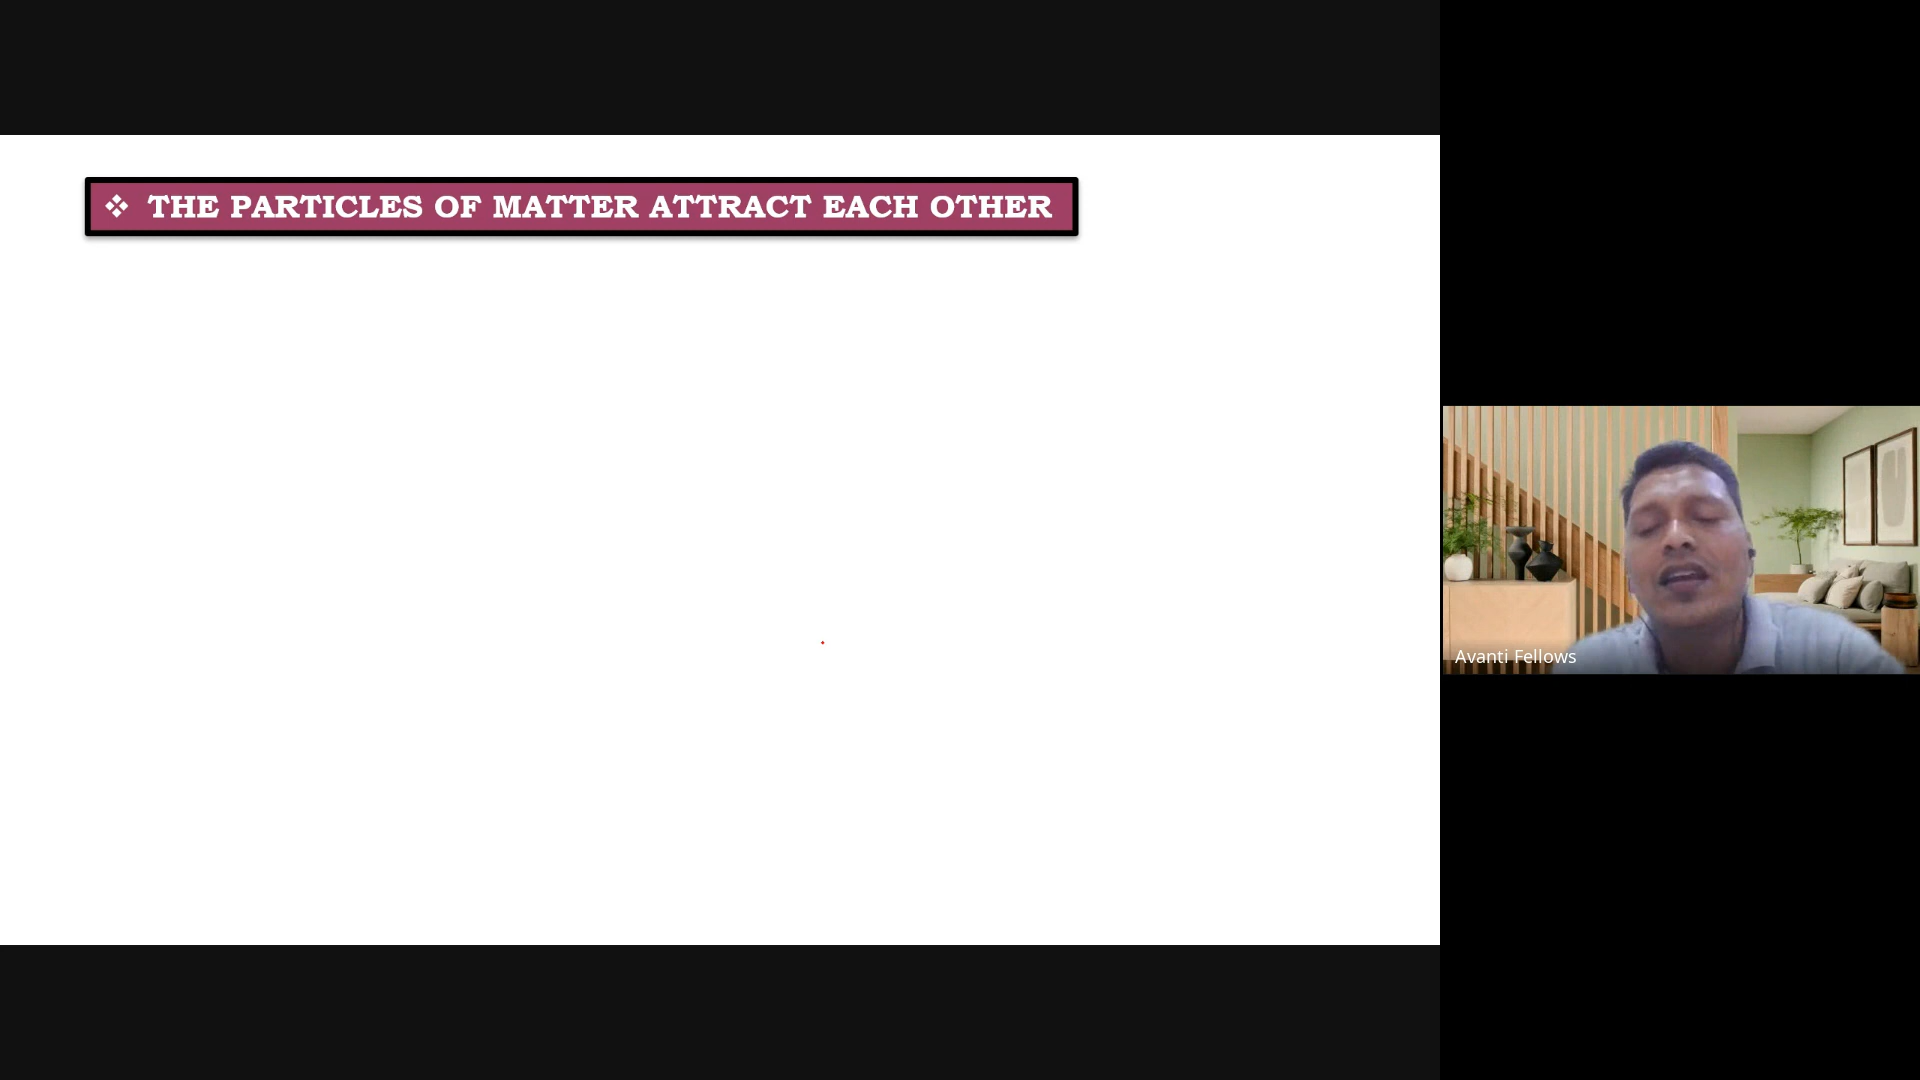 ❖ THE PARTICLES OF MATTER ATTRACT EACH OTHER
Avanti Fellows